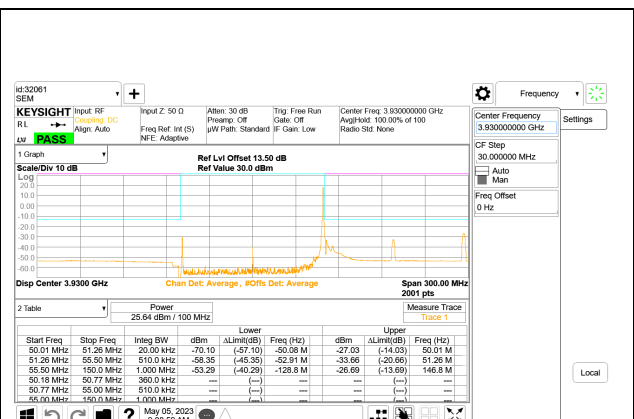 id:32061
SEM
Frequency
KEYSIGHT Input: RF Input Z: 50 Ω Atten: 30 dB Trig: Free Run Center Freq: 3.930000000 GHz
R L Coupling: DC Preamp: Off Gate: Off Avg|Hold: 100.00% of 100
Align: Auto Freq Ref: Int (S) µW Path: Standard IF Gain: Low Radio Std: None
PASS NFE: Adaptive
Center Frequency
3.930000000 GHz
Settings
CF Step
30.000000 MHz
Auto
Man
Freq Offset
0 Hz
1 Graph
Ref Lvl Offset 13.50 dB
Scale/Div 10 dB Ref Value 30.0 dBm
Log
20.0
10.0
0.00
-10.0
-20.0
-30.0
-40.0
-50.0
-60.0
Disp Center 3.9300 GHz Chan Det: Average, #Offs Det: Average Span 300.00 MHz
2001 pts
2 Table Power Measure Trace
25.64 dBm / 100 MHz Trace 1
Lower Upper
Start Freq Stop Freq Integ BW dBm ∆Limit(dB) Freq (Hz) dBm ∆Limit(dB) Freq (Hz)
50.01 MHz 51.26 MHz 20.00 kHz -70.10 (-57.10) -50.08 M -27.03 (-14.03) 50.01 M
51.26 MHz 55.50 MHz 510.0 kHz -58.35 (-45.35) -52.91 M -33.66 (-20.66) 51.26 M
55.50 MHz 150.0 MHz 1.000 MHz -53.29 (-40.29) -128.8 M -26.69 (-13.69) 146.8 M
50.18 MHz 50.77 MHz 360.0 kHz --- (---) --- (---)
50.77 MHz 55.00 MHz 510.0 kHz --- (---) --- (---)
55.00 MHz 150.0 MHz 1.000 MHz --- (---) --- (---)
Local
? May 05, 2023